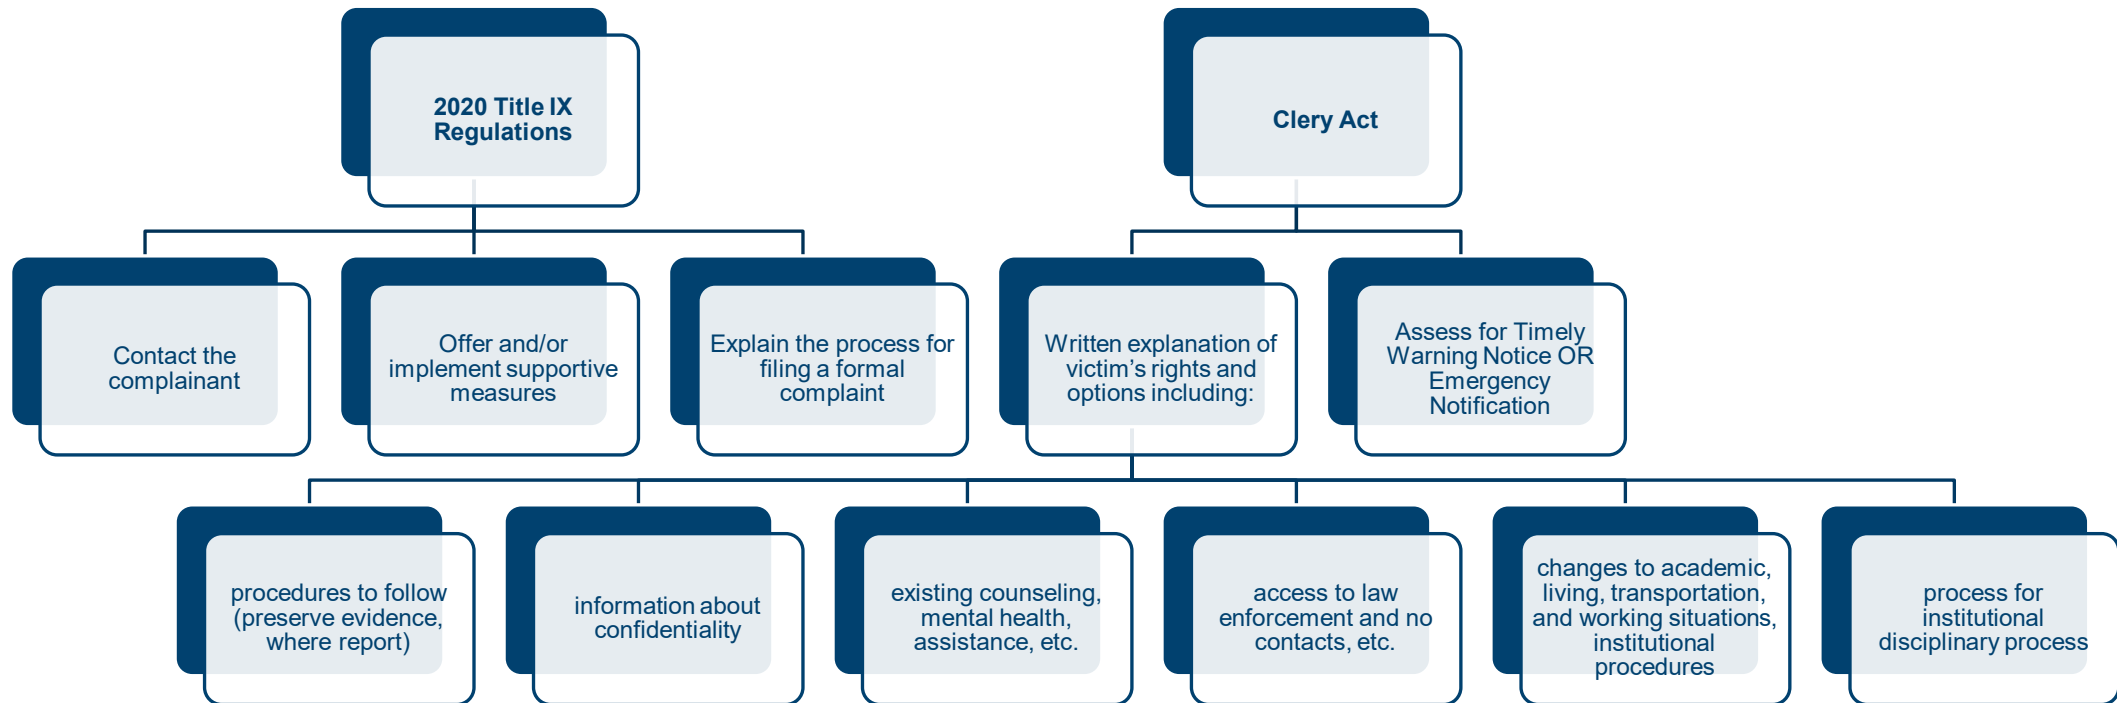 2020 Title IX
Regulations
Clery Act
Contact the
complainant
Offer and/or
implement supportive
measures
Explain the process for
filing a formal
complaint
Written explanation of
victim’s rights and
options including:
Assess for Timely
Warning Notice OR
Emergency
Notification
procedures to follow
(preserve evidence,
where report)
information about
confidentiality
existing counseling,
mental health,
assistance, etc.
access to law
enforcement and no
contacts, etc.
changes to academic,
living, transportation,
and working situations,
institutional
procedures
process for
institutional
disciplinary process